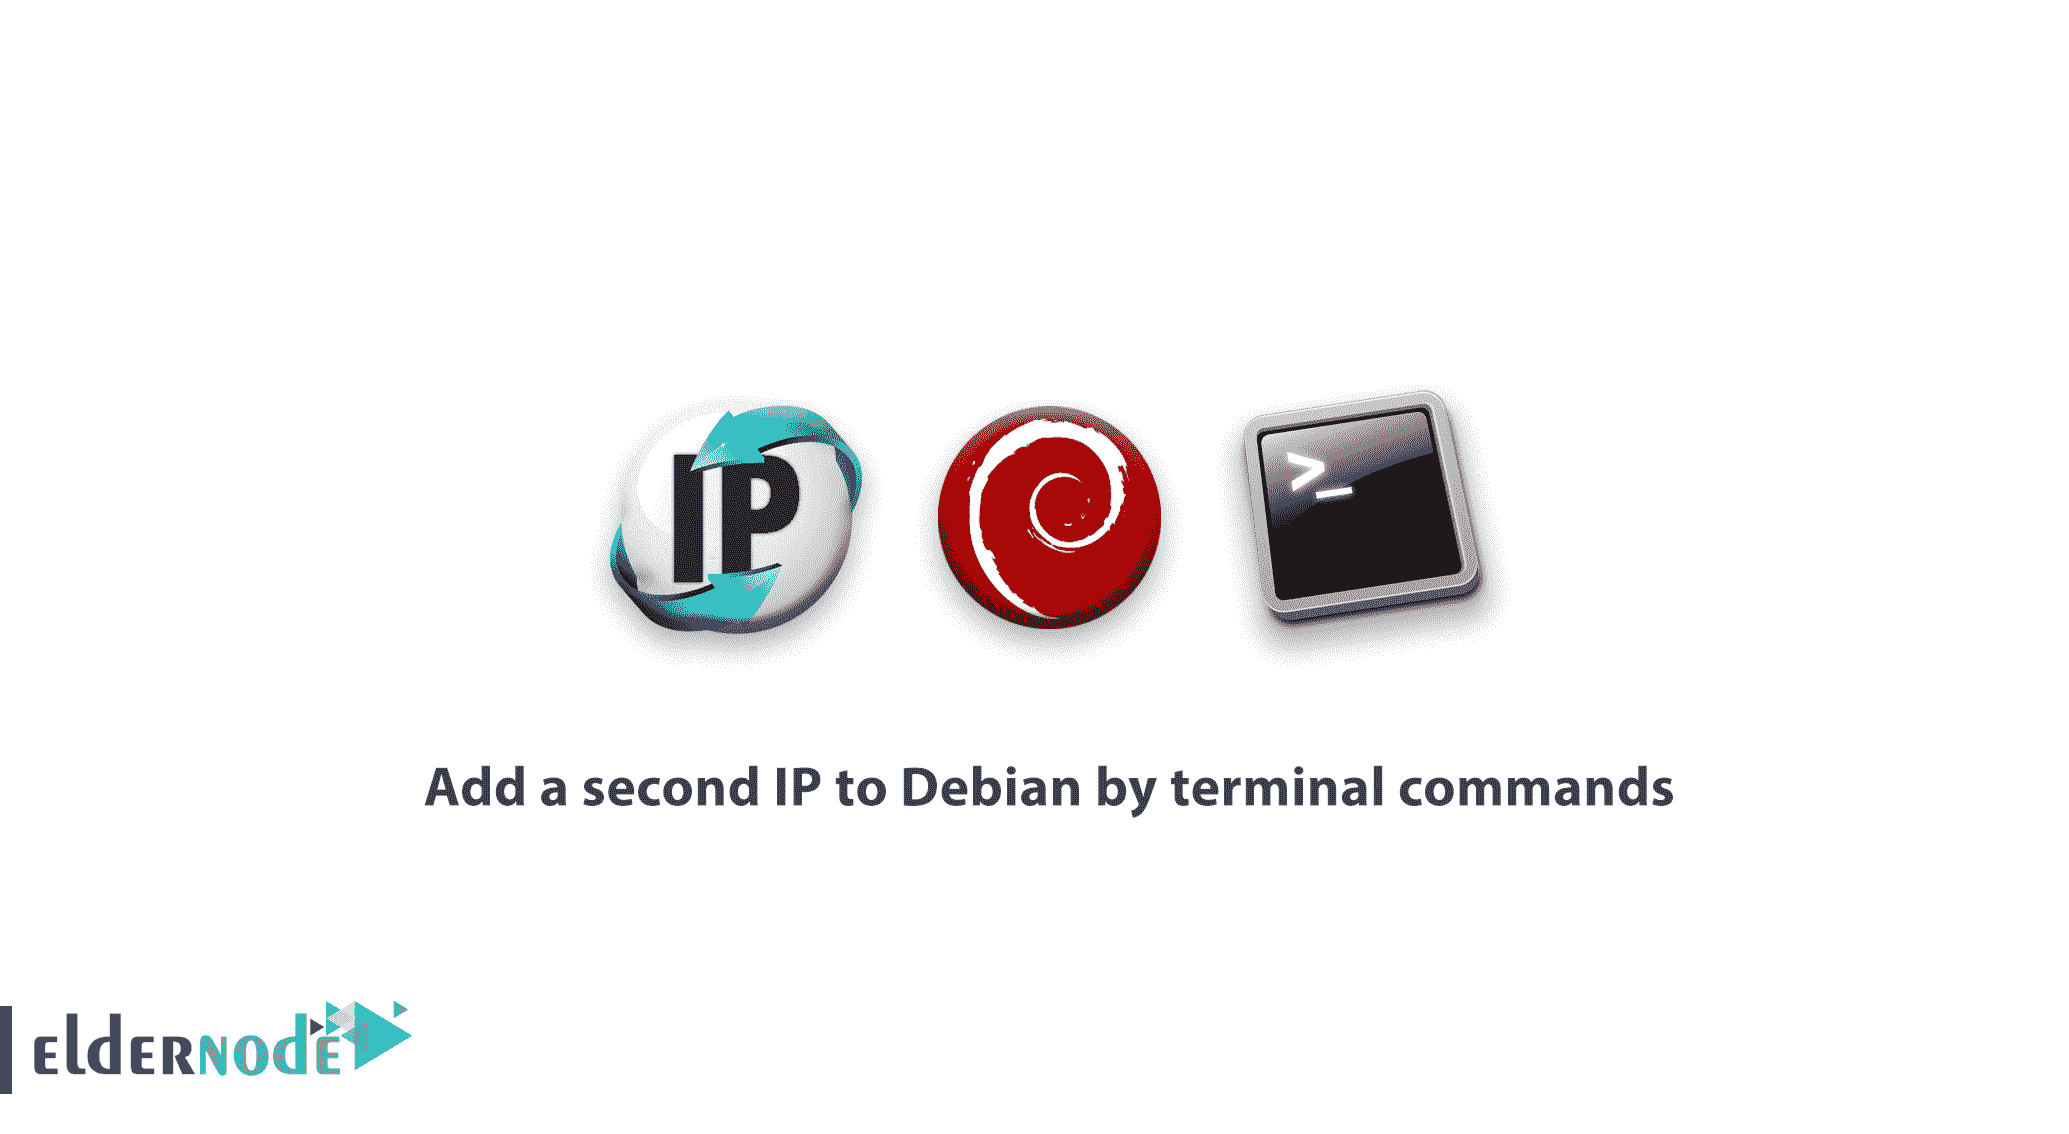 IP
>_
Add a second IP to Debian by terminal commands
ELDERNODE